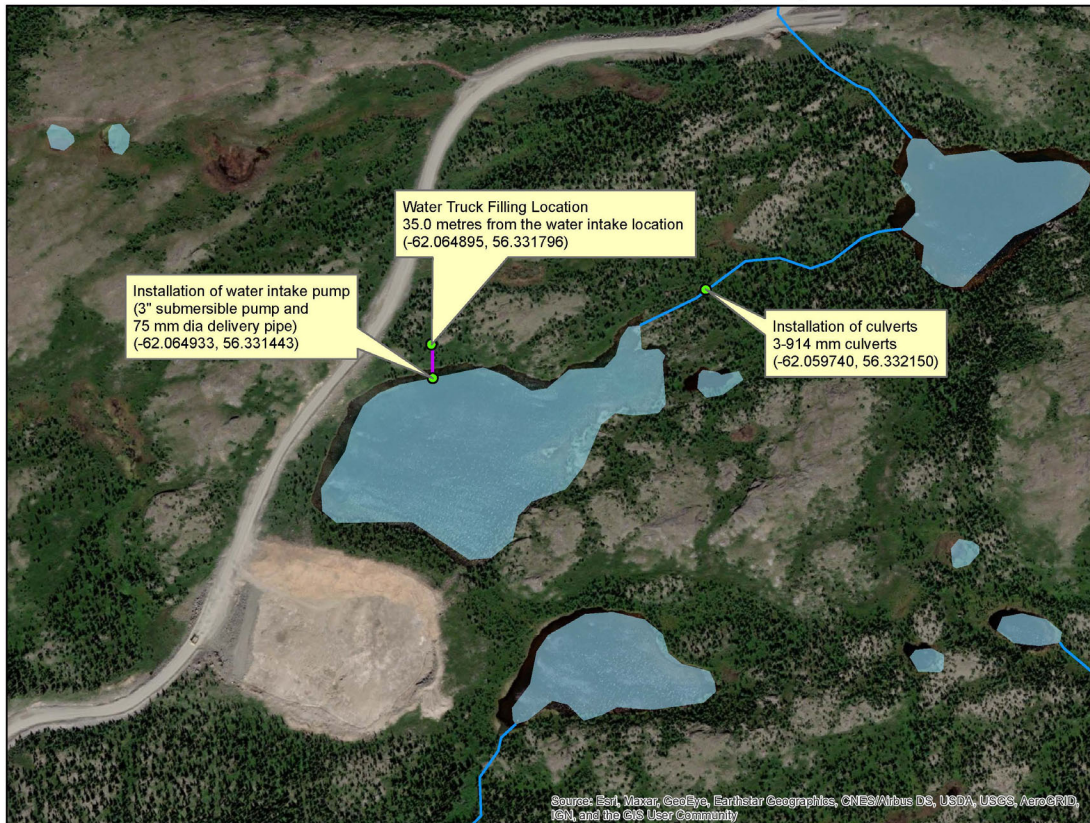 Water Truck Filling Location
35.0 metres from the water intake location
(-62.064895, 56.331796)
Installation of water intake pump
(3" submersible pump and
75 mm dia delivery pipe)
(-62.064933, 56.331443)
Installation of culverts
3-914 mm culverts
(-62.059740, 56.332150)
Source: Esri, Maxar, GeoEye, Earthstar Geographics, CNES/Airbus DS, USDA, USGS, AeroGRID,
IGN, and the GIS User Community